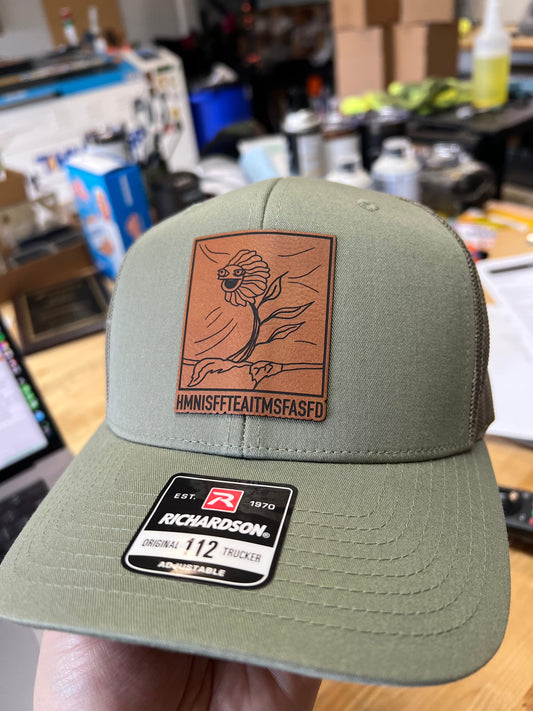 HMNISFFTEAITMSFASFD
EST. R 1970
RICHARDSON®
ORIGINAL 112 TRUCKER
ADJUSTABLE